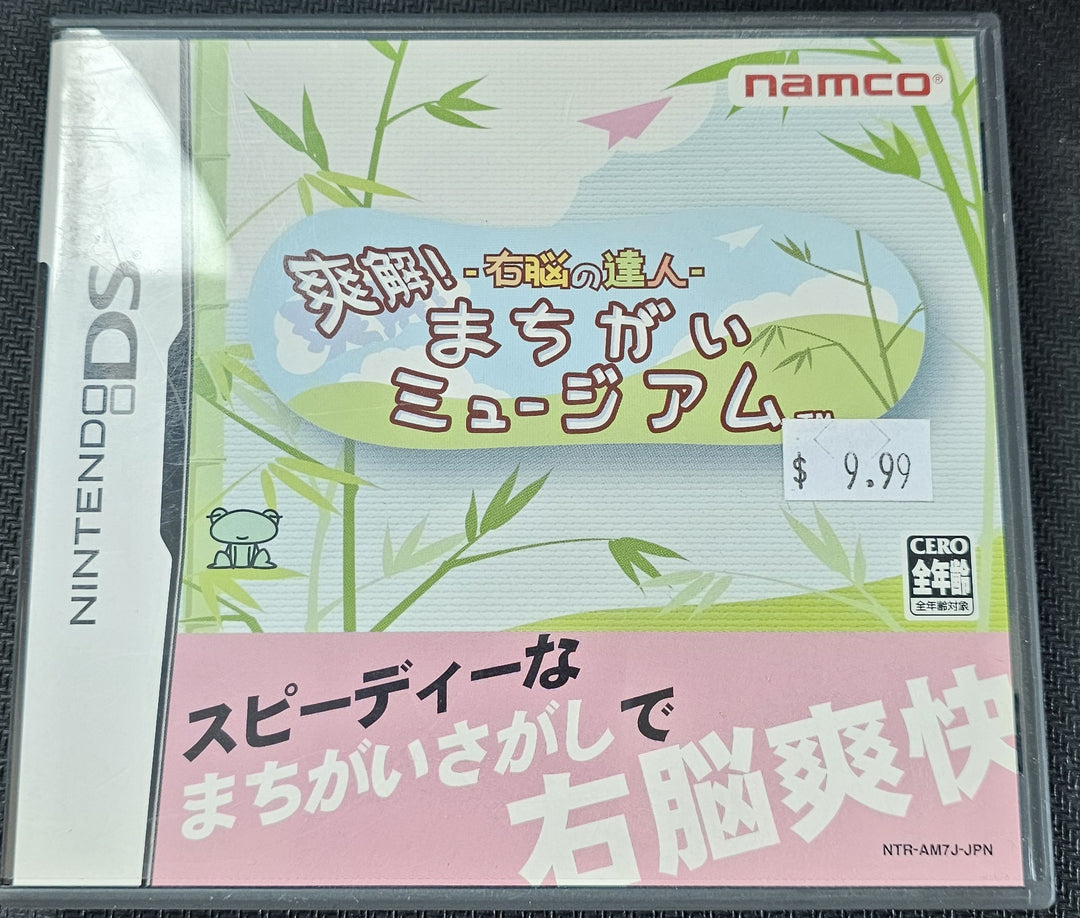 namco®
NINTENDO DS
爽解!
-右脳の達人-
まちがい
ミュージアム™
$ 9.99
CERO
全年齢
全年齢対象
スピーディーな
まちがいさがしで
右脳爽快
NTR-AM7J-JPN